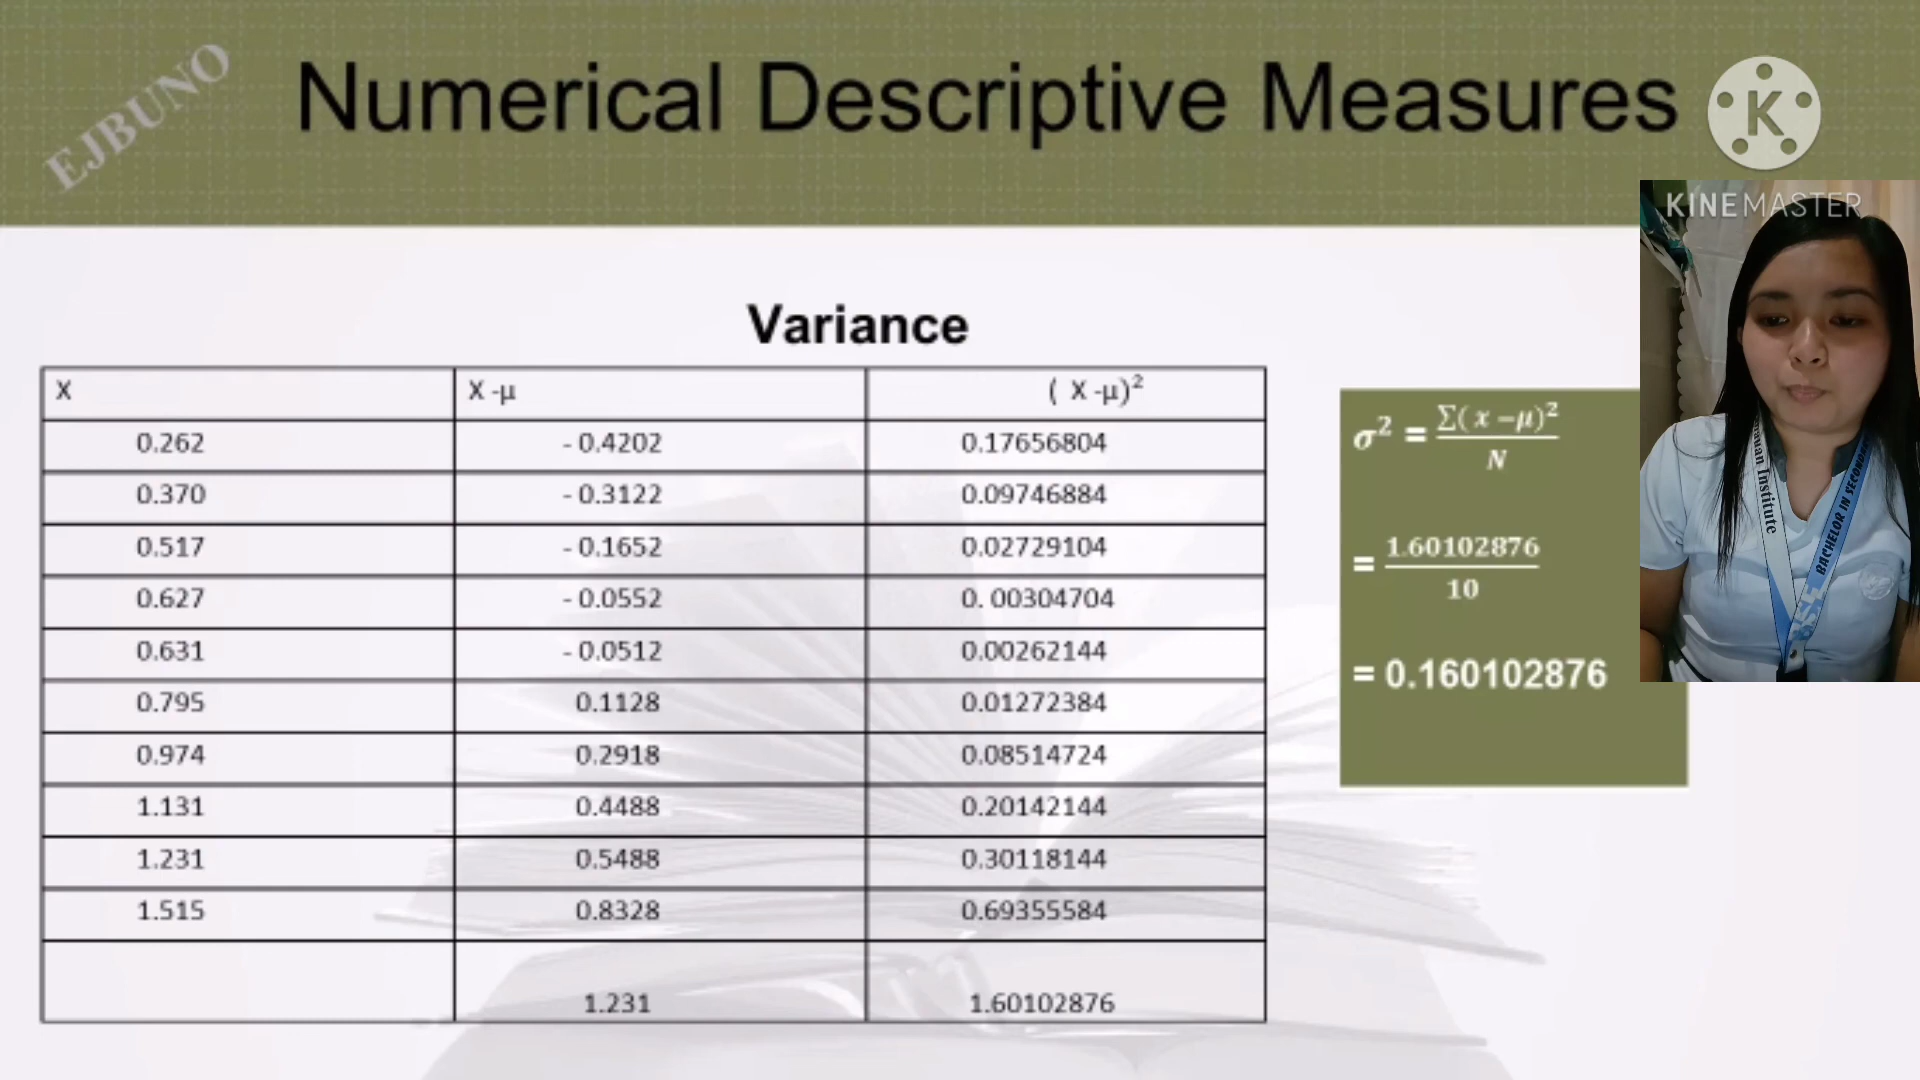 EJBUNO
Numerical Descriptive Measures
K
KINEMASTER
Variance
X X -µ ( X -µ)²
0.262 - 0.4202 0.17656804
0.370 - 0.3122 0.09746884
0.517 - 0.1652 0.02729104
0.627 - 0.0552 0. 00304704
0.631 - 0.0512 0.00262144
0.795 0.1128 0.01272384
0.974 0.2918 0.08514724
1.131 0.4488 0.20142144
1.231 0.5488 0.30118144
1.515 0.8328 0.69355584
1.231 1.60102876
σ² = Σ( x −μ)²
N
= 1.60102876
10
= 0.160102876
Institute
BACHELOR IN